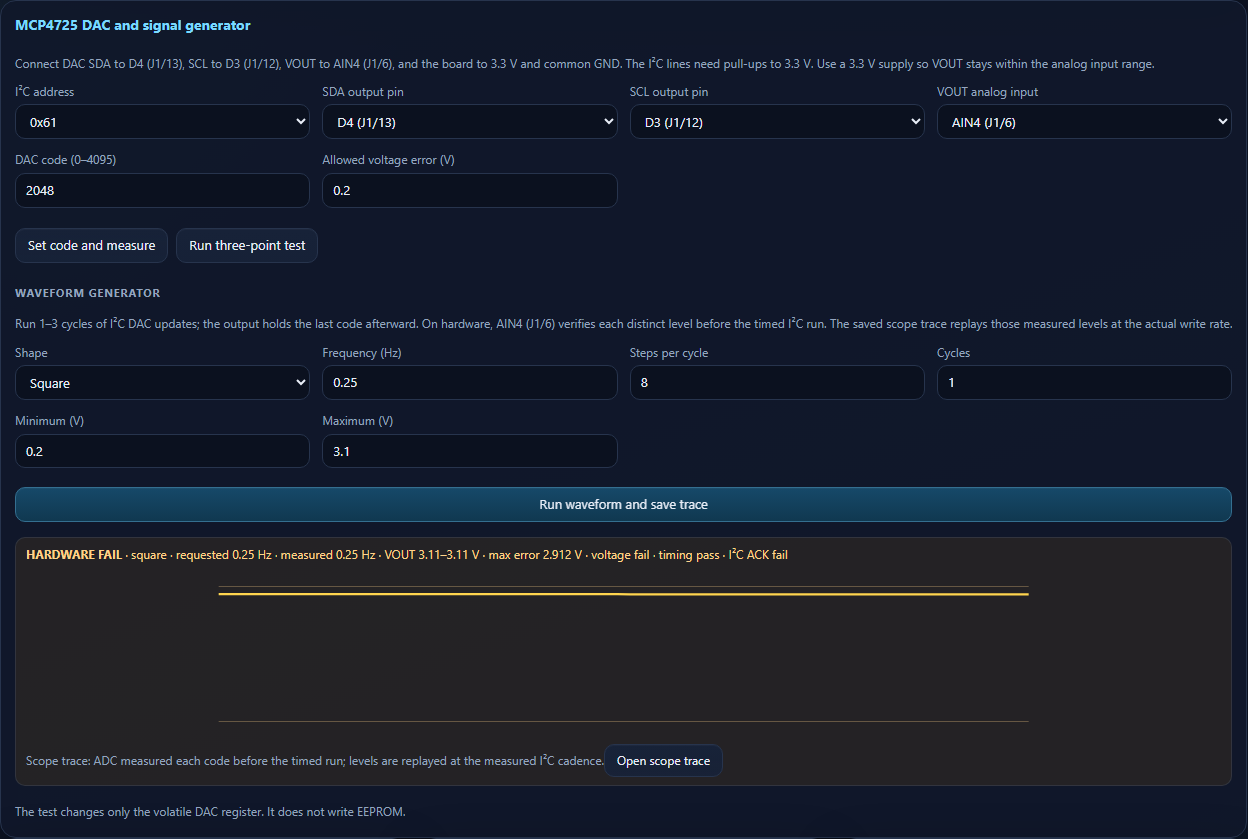 MCP4725 DAC and signal generator
Connect DAC SDA to D4 (J1/13), SCL to D3 (J1/12), VOUT to AIN4 (J1/6), and the board to 3.3 V and common GND. The I²C lines need pull-ups to 3.3 V. Use a 3.3 V supply so VOUT stays within the analog input range.
I²C address SDA output pin SCL output pin VOUT analog input
0x61 D4 (J1/13) D3 (J1/12) AIN4 (J1/6)
DAC code (0–4095) Allowed voltage error (V)
2048 0.2
Set code and measure Run three-point test
WAVEFORM GENERATOR
Run 1–3 cycles of I²C DAC updates; the output holds the last code afterward. On hardware, AIN4 (J1/6) verifies each distinct level before the timed I²C run. The saved scope trace replays those measured levels at the actual write rate.
Shape Frequency (Hz) Steps per cycle Cycles
Square 0.25 8 1
Minimum (V) Maximum (V)
0.2 3.1
Run waveform and save trace
HARDWARE FAIL · square · requested 0.25 Hz · measured 0.25 Hz · VOUT 3.11–3.11 V · max error 2.912 V · voltage fail · timing pass · I²C ACK fail
Scope trace: ADC measured each code before the timed run; levels are replayed at the measured I²C cadence. Open scope trace
The test changes only the volatile DAC register. It does not write EEPROM.